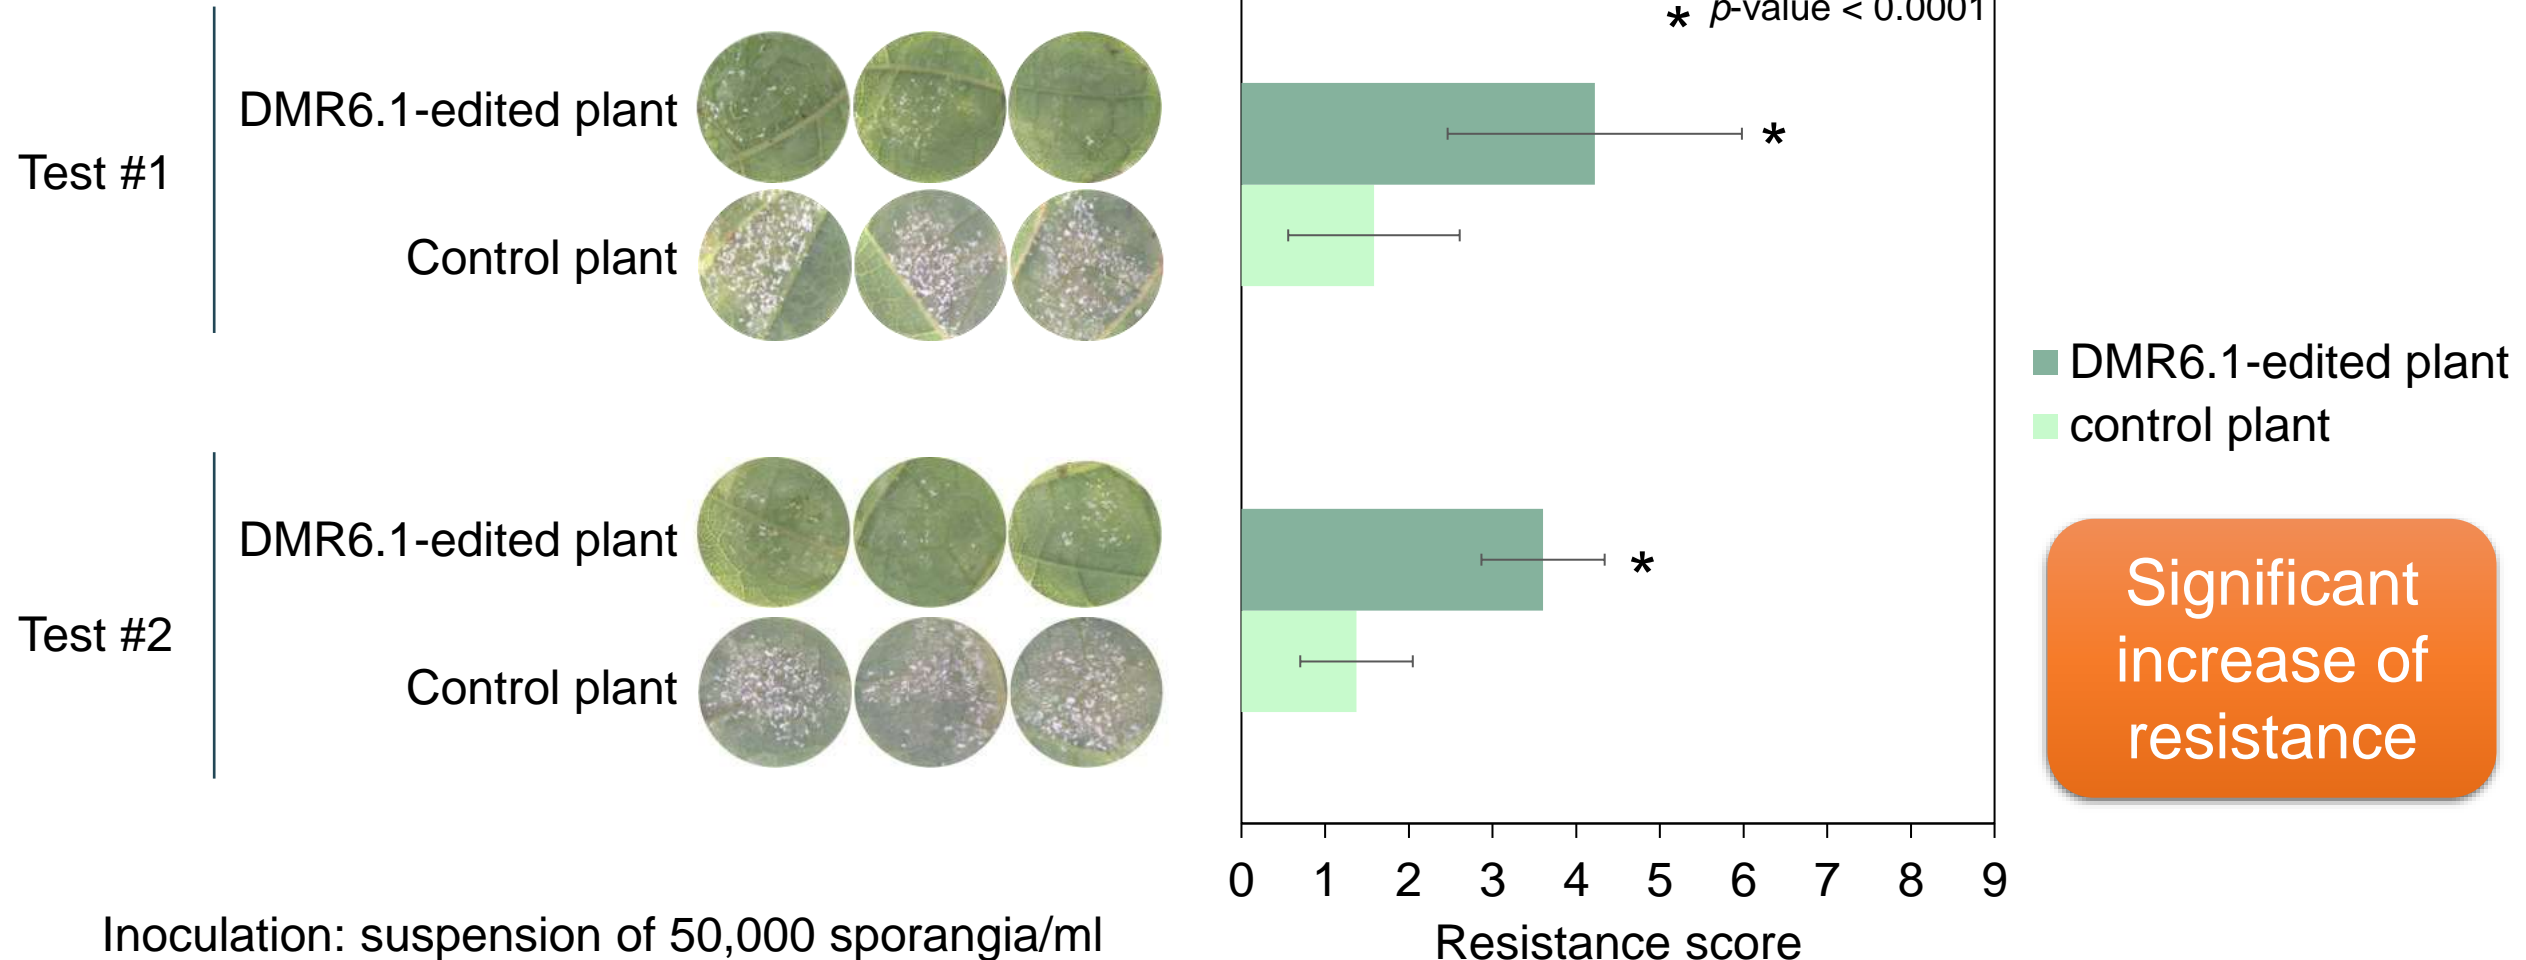 * p-value < 0.0001
Test #1
DMR6.1-edited plant
*
Control plant
DMR6.1-edited plant
control plant
Test #2
DMR6.1-edited plant
*
Control plant
Significant
increase of
resistance
0 1 2 3 4 5 6 7 8 9
Resistance score
Inoculation: suspension of 50,000 sporangia/ml